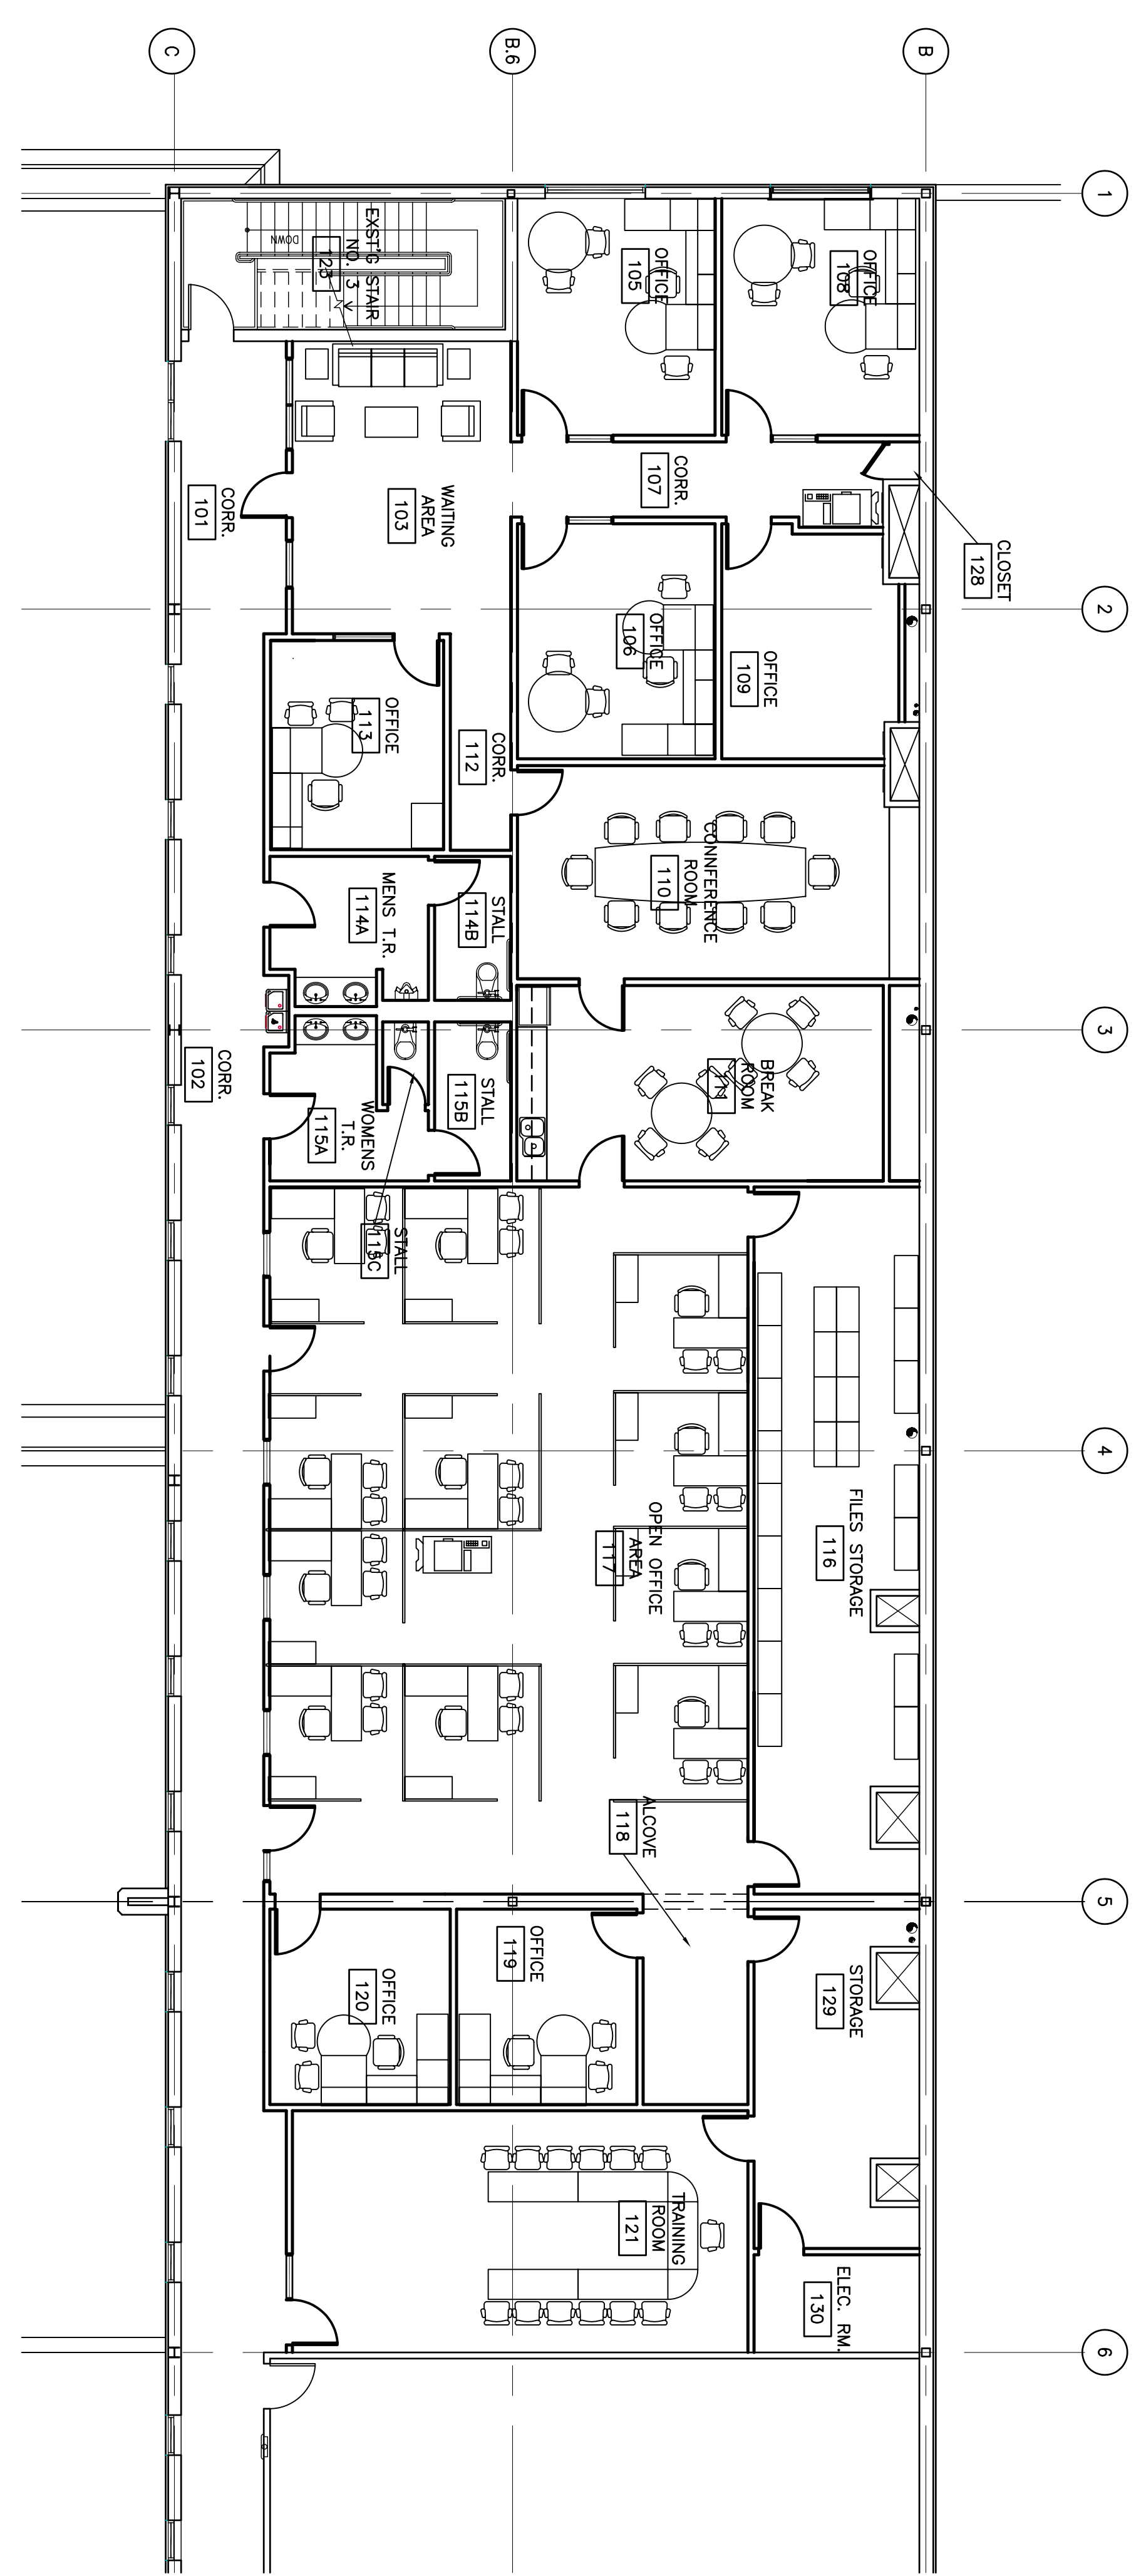 C
B.6
B
1
2
3
4
5
6
EXST'G STAIR
NO. 3
123
DOWN
OFFICE
105
OFFICE
108
CORR.
107
CORR.
101
WAITING
AREA
103
CLOSET
128
OFFICE
106
OFFICE
109
OFFICE
113
CORR.
112
CONNFERENCE
ROOM
110
MENS T.R.
114A
STALL
114B
CORR.
102
WOMENS
T.R.
115A
STALL
115B
STALL
115C
BREAK
ROOM
FILES STORAGE
116
OPEN OFFICE
AREA
117
ALCOVE
118
OFFICE
119
OFFICE
120
STORAGE
129
TRAINING
ROOM
121
ELEC. RM.
130